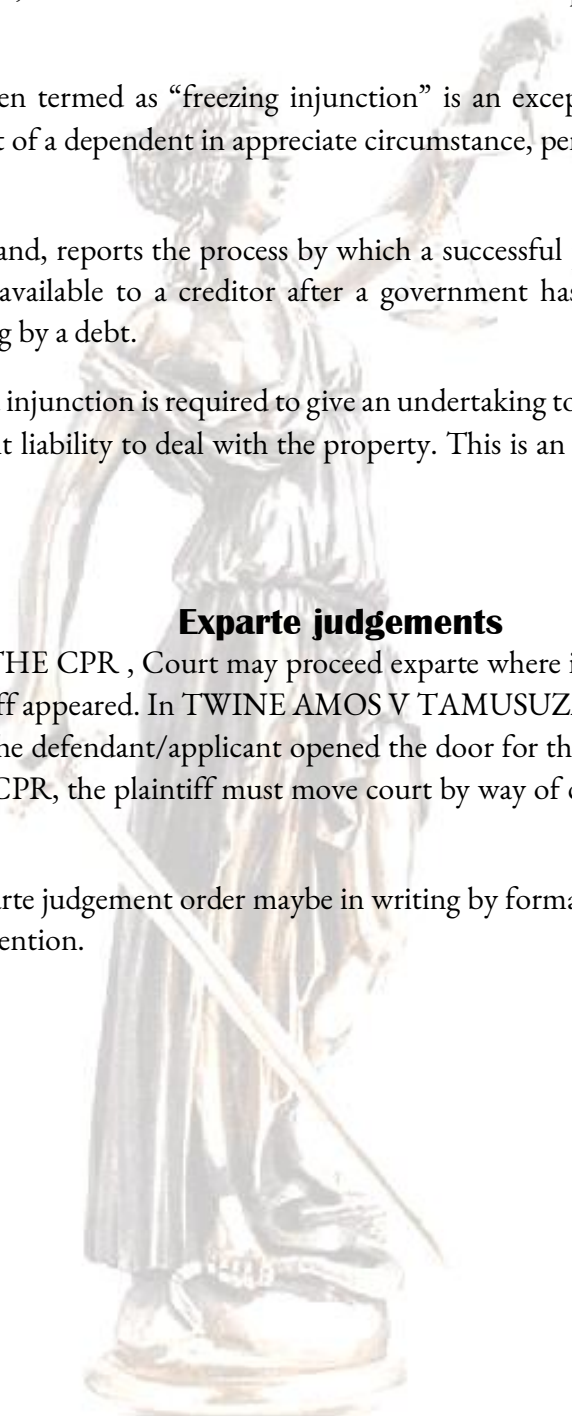 en termed as “freezing injunction” is an excep
of a dependent in appreciate circumstance, pe
and, reports the process by which a successful
available to a creditor after a government has
g by a debt.
injunction is required to give an undertaking to
t liability to deal with the property. This is an
Exparte judgements
THE CPR , Court may proceed exparte where i
ff appeared. In TWINE AMOS V TAMUSUZ
he defendant/applicant opened the door for th
CPR, the plaintiff must move court by way of
rte judgement order maybe in writing by forma
ention.